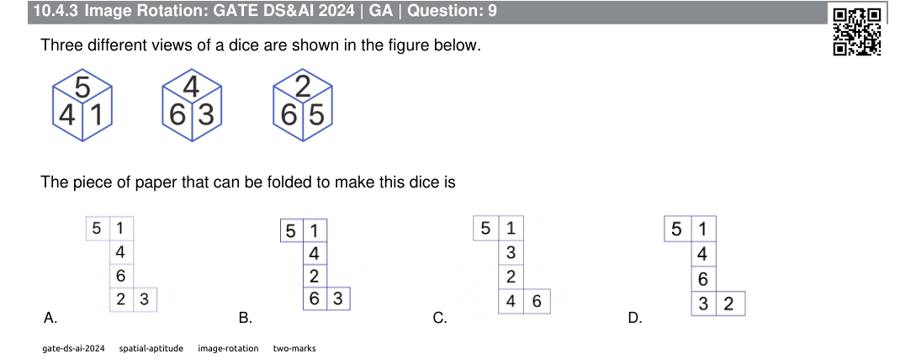 10.4.3 Image Rotation: GATE DS&AI 2024 | GA | Question: 9
Three different views of a dice are shown in the figure below.
5 4 2
4 1 6 3 6 5
The piece of paper that can be folded to make this dice is
5 1 5 1 5 1 5 1
4 4 3 4
6 2 2 6
2 3 6 3 4 6 3 2
A. B. C. D.
gate-ds-ai-2024 spatial-aptitude image-rotation two-marks